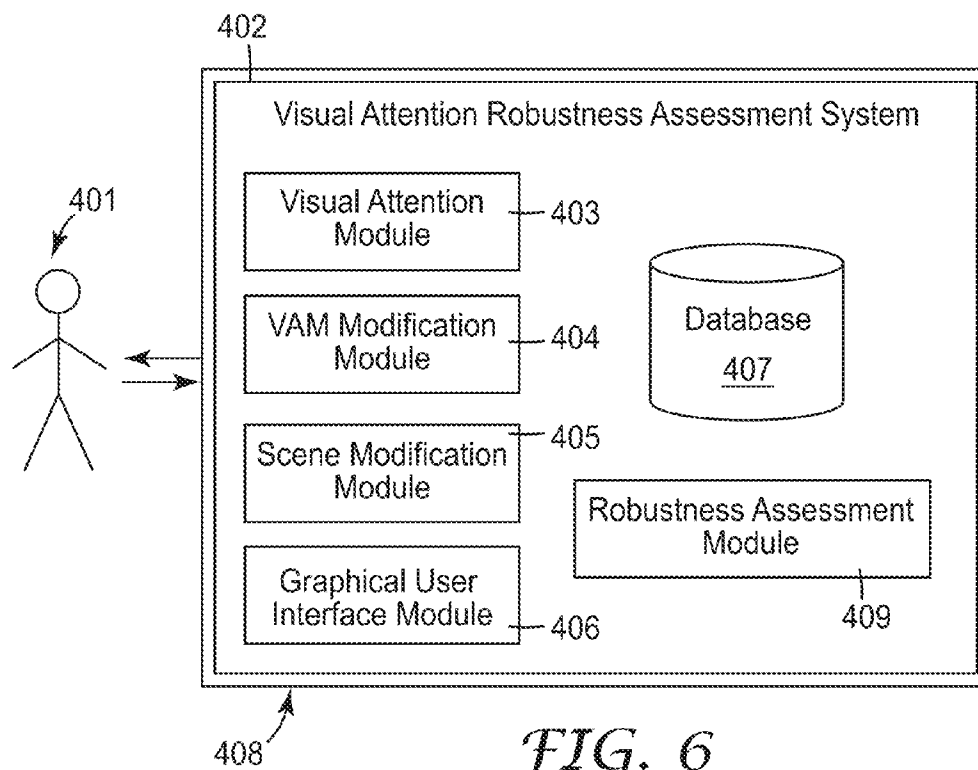 402
Visual Attention Robustness Assessment System
401
Visual Attention
Module
403
VAM Modification
Module
404
Database
407
Scene Modification
Module
405
Robustness Assessment
Module
409
Graphical User
Interface Module
406
408
FIG. 6